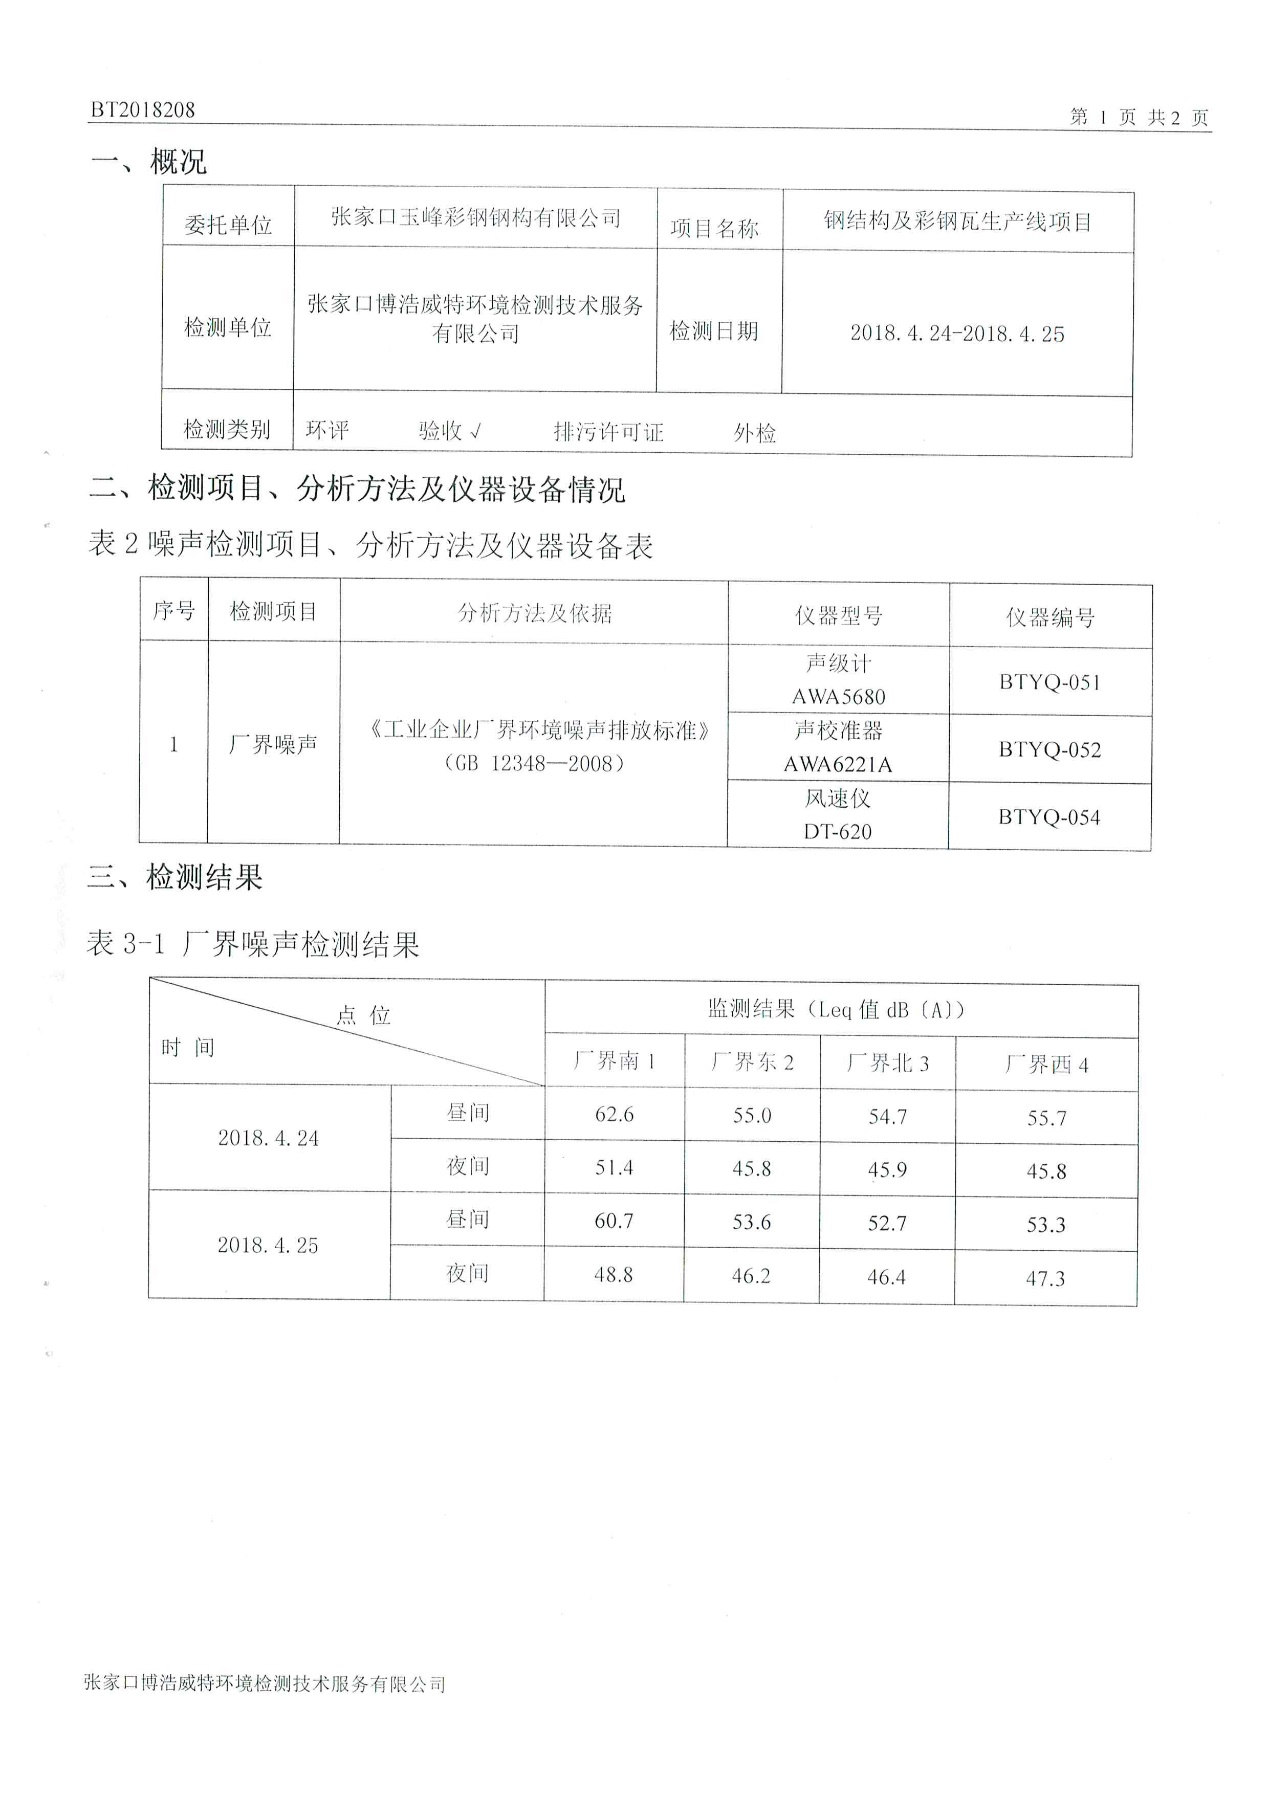 BT2018208
第 1 页 共2 页
一、概况
委托单位 张家口玉峰彩钢钢构有限公司 项目名称 钢结构及彩钢瓦生产线项目
检测单位 张家口博浩威特环境检测技术服务
有限公司 检测日期 2018.4.24-2018.4.25
检测类别 环评 验收√ 排污许可证 外检
二、检测项目、分析方法及仪器设备情况
表 2 噪声检测项目、分析方法及仪器设备表
序号 检测项目 分析方法及依据 仪器型号 仪器编号
1 厂界噪声 《工业企业厂界环境噪声排放标准》
（GB 12348—2008）
声级计
AWA5680 BTYQ-051
声校准器
AWA6221A BTYQ-052
风速仪
DT-620 BTYQ-054
三、检测结果
表 3-1 厂界噪声检测结果
点 位
时 间
监测结果（Leq 值 dB〔A〕）
厂界南 1 厂界东 2 厂界北 3 厂界西 4
2018.4.24 昼间 62.6 55.0 54.7 55.7
夜间 51.4 45.8 45.9 45.8
2018.4.25 昼间 60.7 53.6 52.7 53.3
夜间 48.8 46.2 46.4 47.3
张家口博浩威特环境检测技术服务有限公司